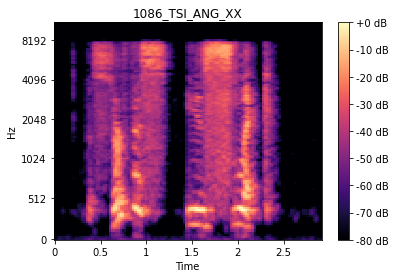 1086_TSI_ANG_XX
Hz
8192
4096
2048
1024
512
0
0
0.5
1
1.5
2
2.5
Time
+0 dB
-10 dB
-20 dB
-30 dB
-40 dB
-50 dB
-60 dB
-70 dB
-80 dB